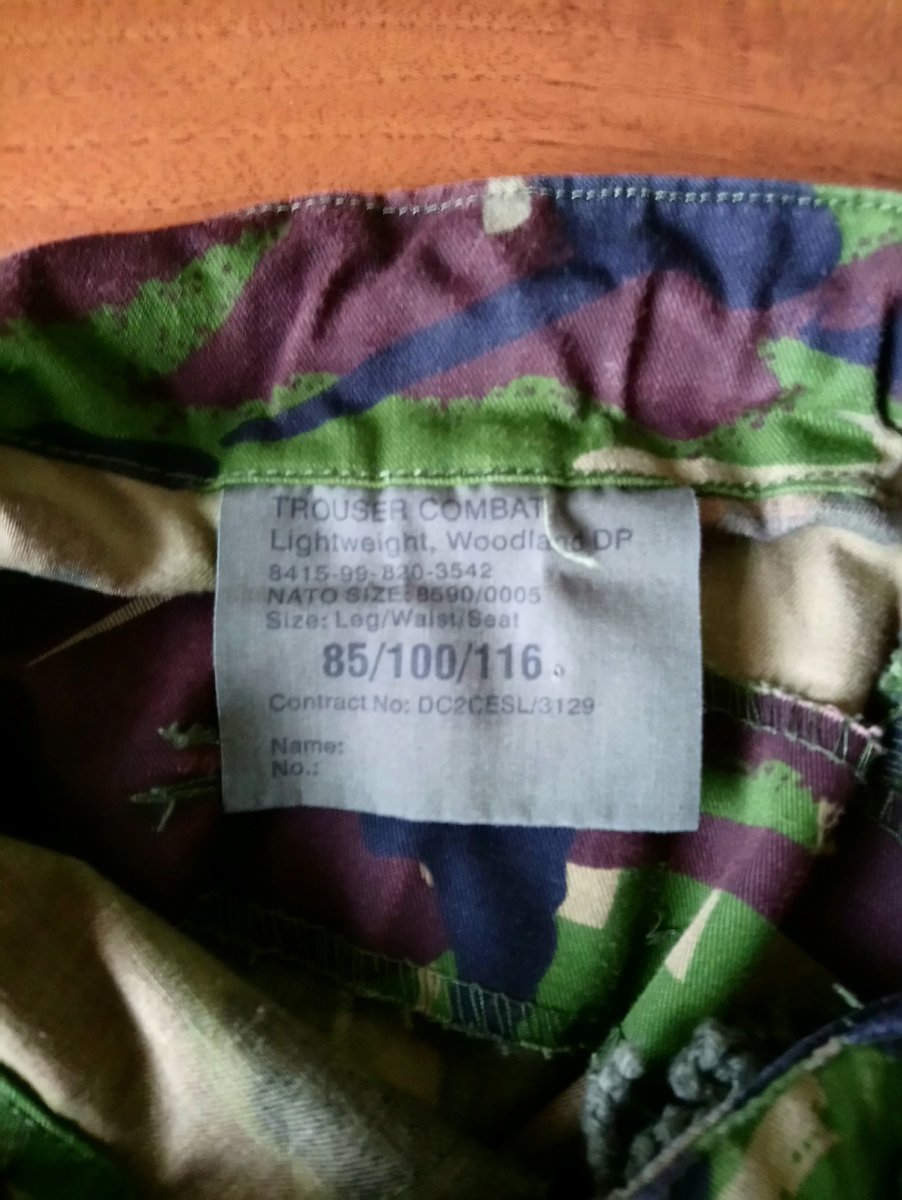 TROUSER COMBAT
Lightweight, Woodland DP
8415-99-820-3542
NATO SIZE: 8590/0005
Size: Leg/Waist/Seat
85/100/116
Contract No: DC2CESL/3129
Name:
No.: